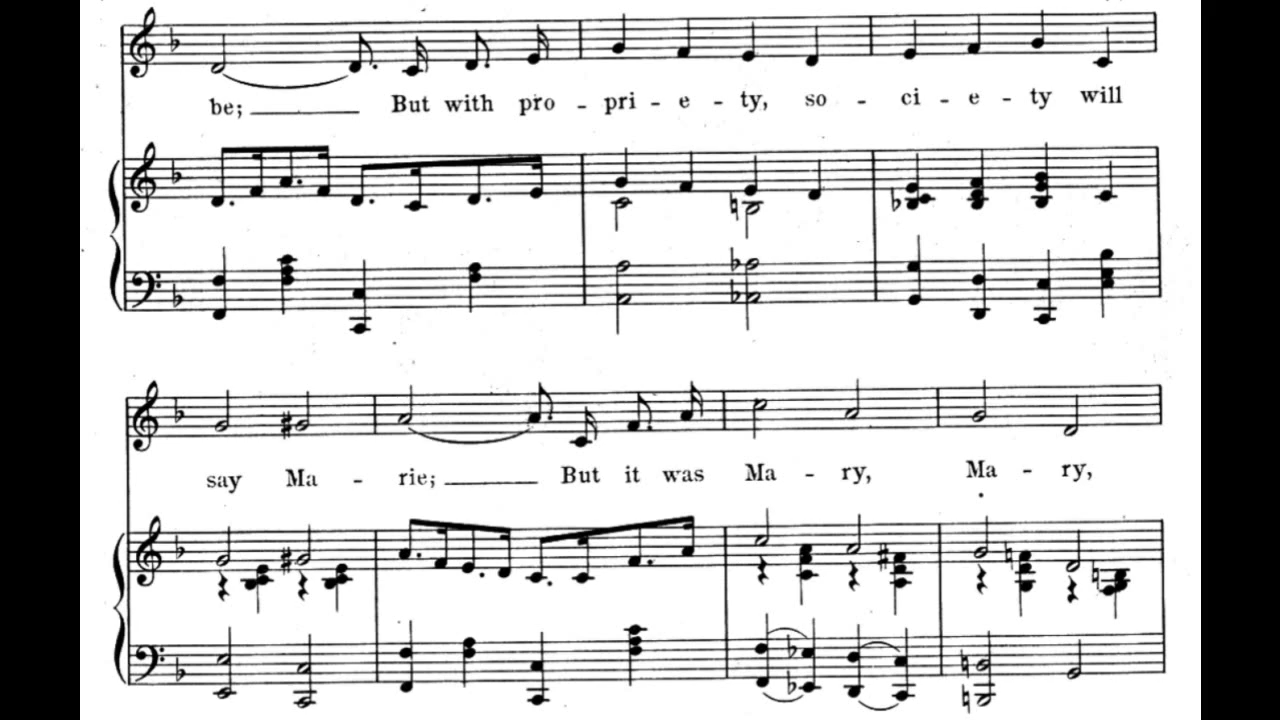 be; But with pro - pri - e - ty, so - ci - e - ty will
say Ma - rie; But it was Ma - ry, Ma - ry,